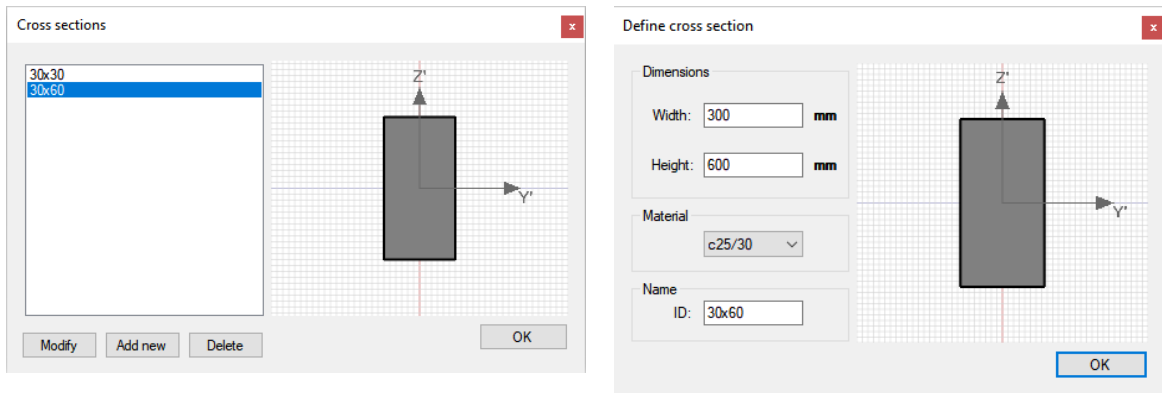 Cross sections
x
30x30
30x60
Z'
Y'
Modify
Add new
Delete
OK
Define cross section
x
Dimensions
Width: 300 mm
Height: 600 mm
Material
c25/30
Name
ID: 30x60
Z'
Y'
OK